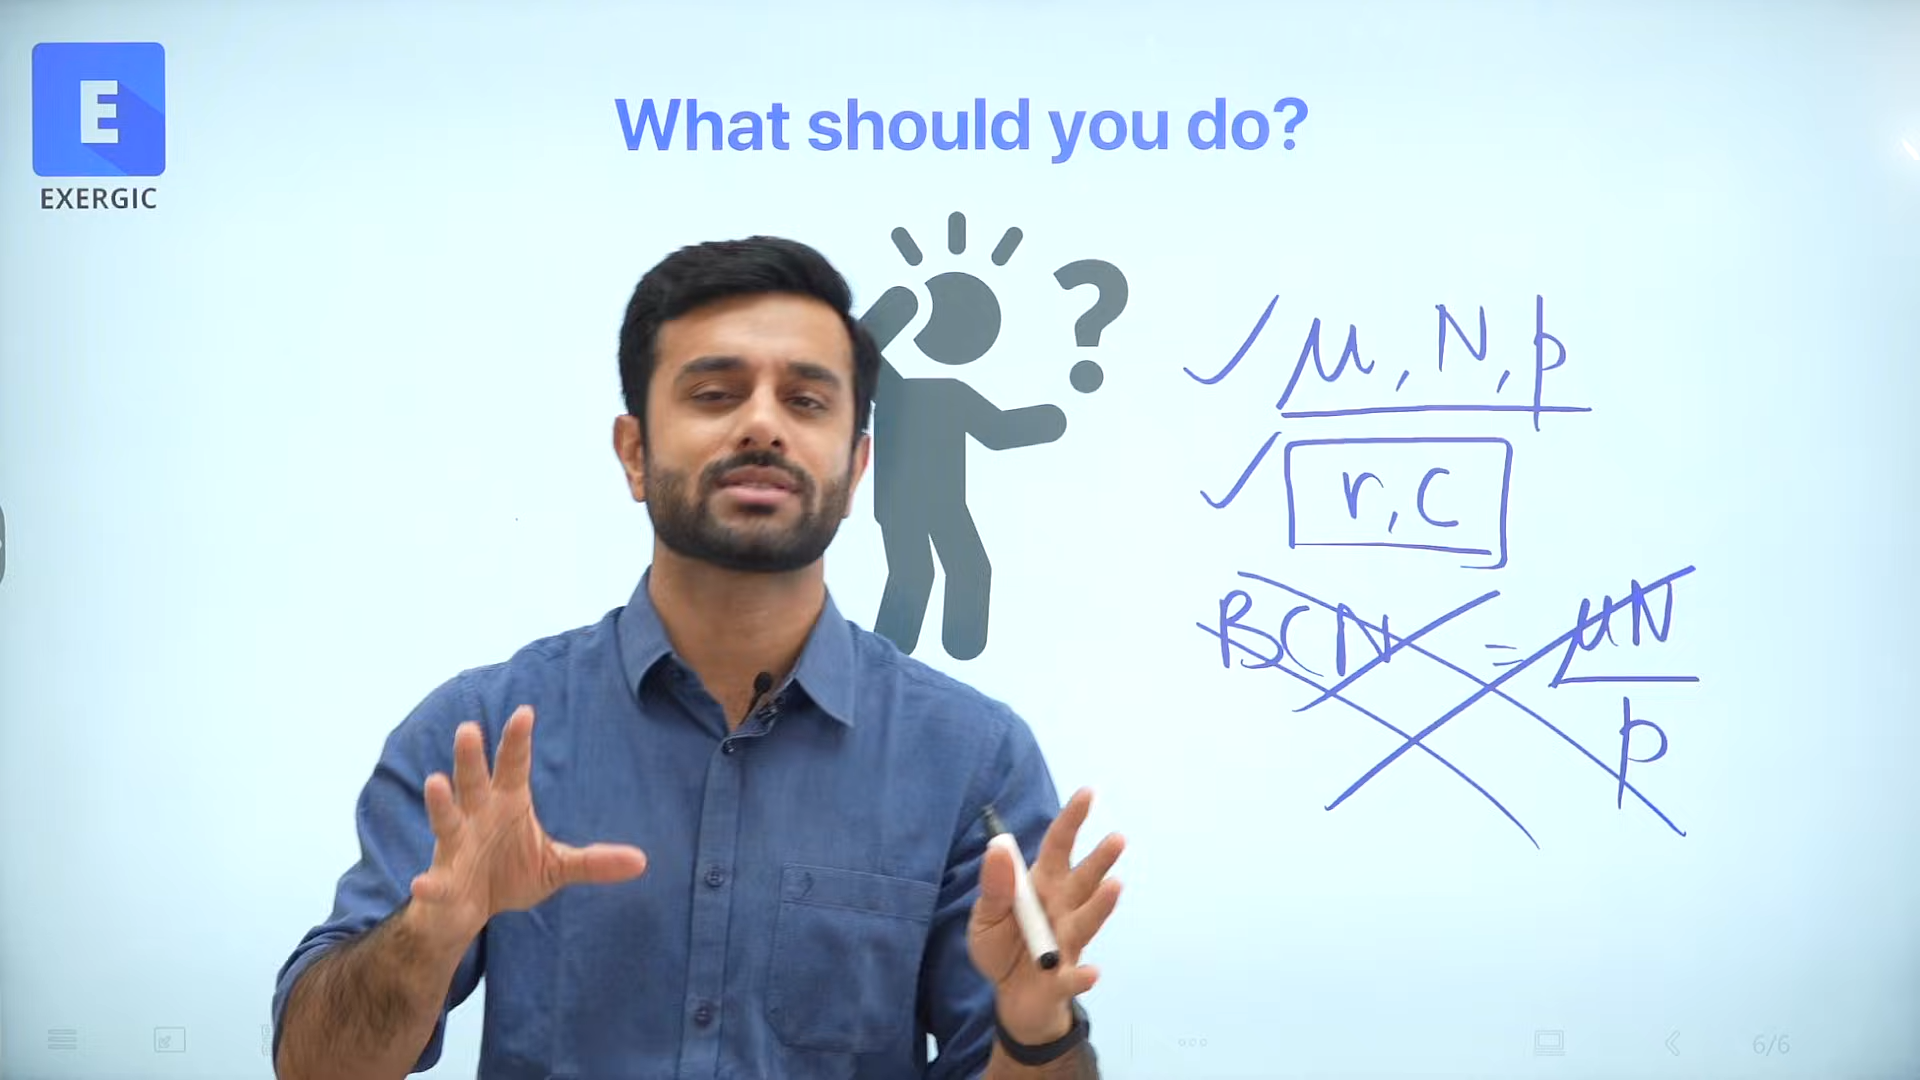 E
EXERGIC
What should you do?
?
✓ μ, N, p
✓ r, C
BCN = μN / p
6/6